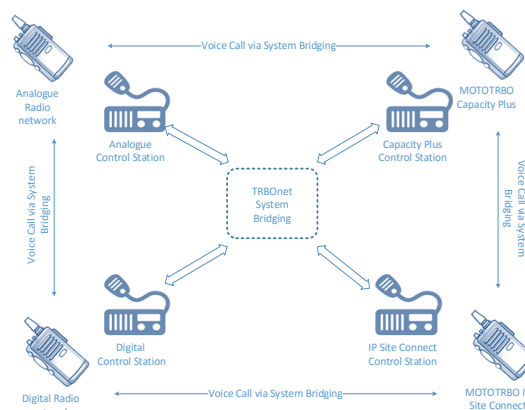 Voice Call via System Bridging
Analogue
Radio
network
MOTOTRBO
Capacity Plus
Analogue
Control Station
Capacity Plus
Control Station
Voice Call via System
Bridging
TRBOnet
System
Bridging
Voice Call via System
Bridging
Digital
Control Station
IP Site Connect
Control Station
Digital Radio
Voice Call via System Bridging
MOTOTRBO
Site Connect